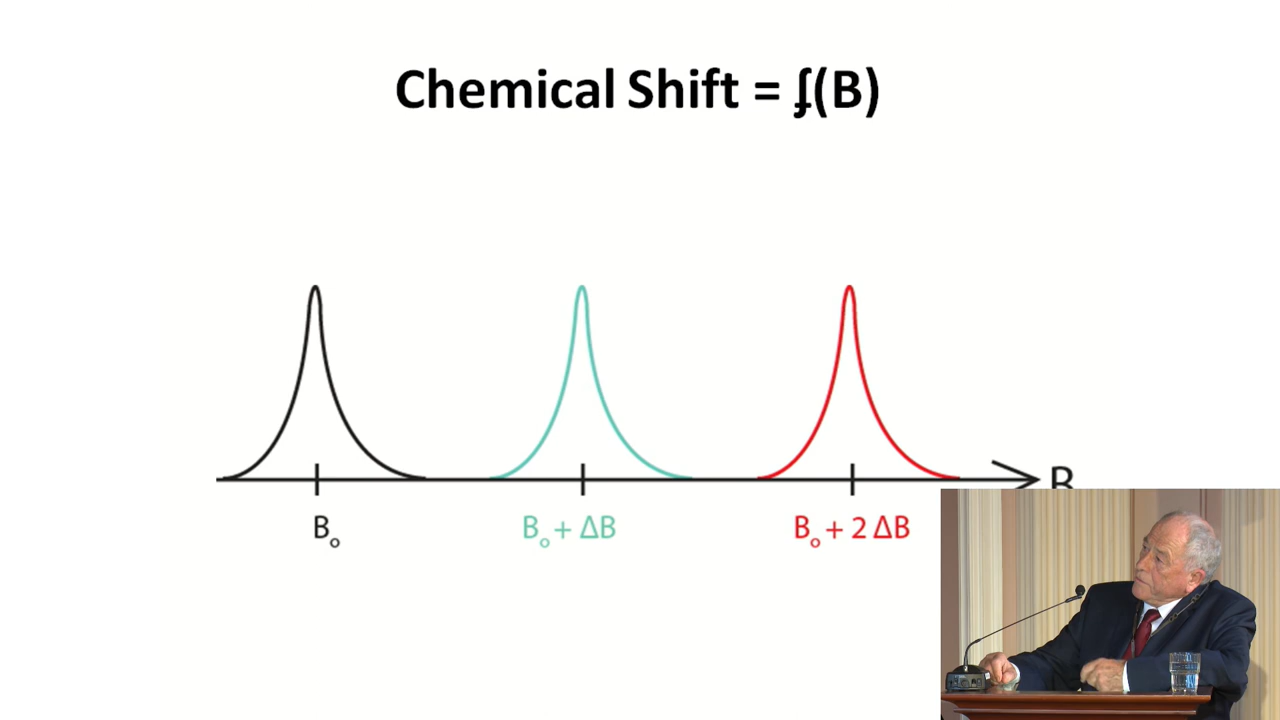 Chemical Shift = ʄ(B)
B
B₀
B₀ + ΔB
B₀ + 2 ΔB